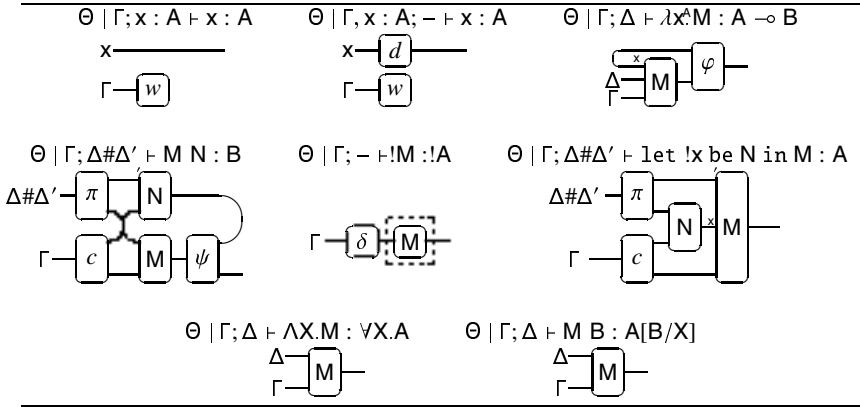 Θ | Γ; x : A ⊢ x : A
Θ | Γ, x : A; − ⊢ x : A
Θ | Γ; Δ ⊢ λx^A M : A ⊸ B
x
Γ w
x d
Γ w
x
Δ
Γ
M φ
Θ | Γ; Δ#Δ′ ⊢ M N : B
Θ | Γ; − ⊢!M :!A
Θ | Γ; Δ#Δ′ ⊢ let !x be N in M : A
Δ#Δ′ π N
Γ c M ψ
Γ δ M
Δ#Δ′ π
N x M
Γ c
Θ | Γ; Δ ⊢ ΛX.M : ∀X.A
Θ | Γ; Δ ⊢ M B : A[B/X]
Δ
Γ
M
Δ
Γ
M